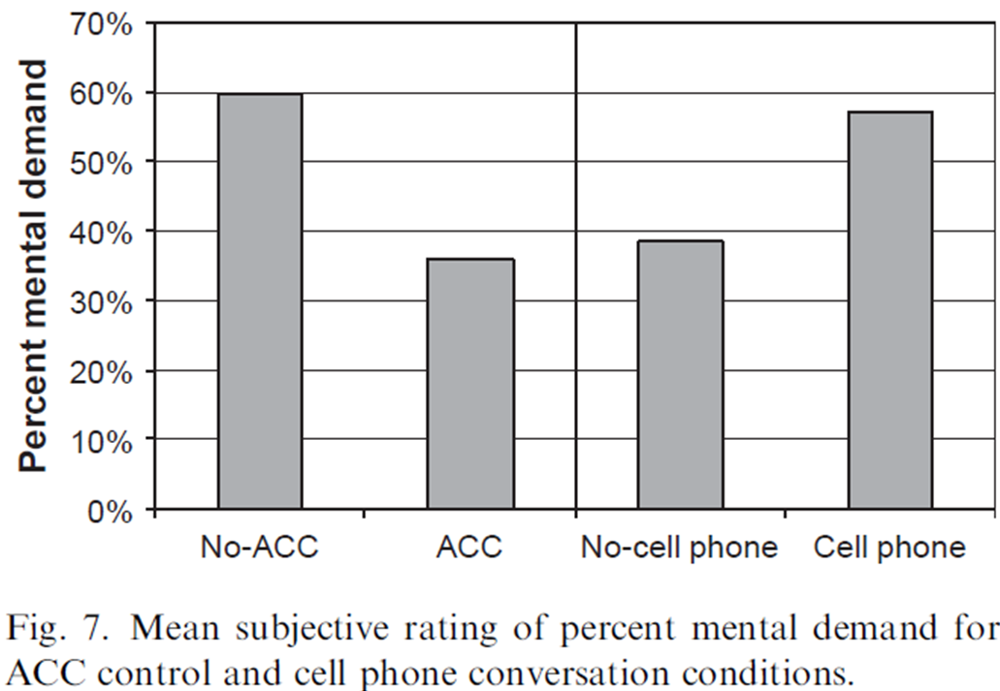 Percent mental demand
70%
60%
50%
40%
30%
20%
10%
0%
No-ACC ACC No-cell phone Cell phone
Fig. 7. Mean subjective rating of percent mental demand for
ACC control and cell phone conversation conditions.